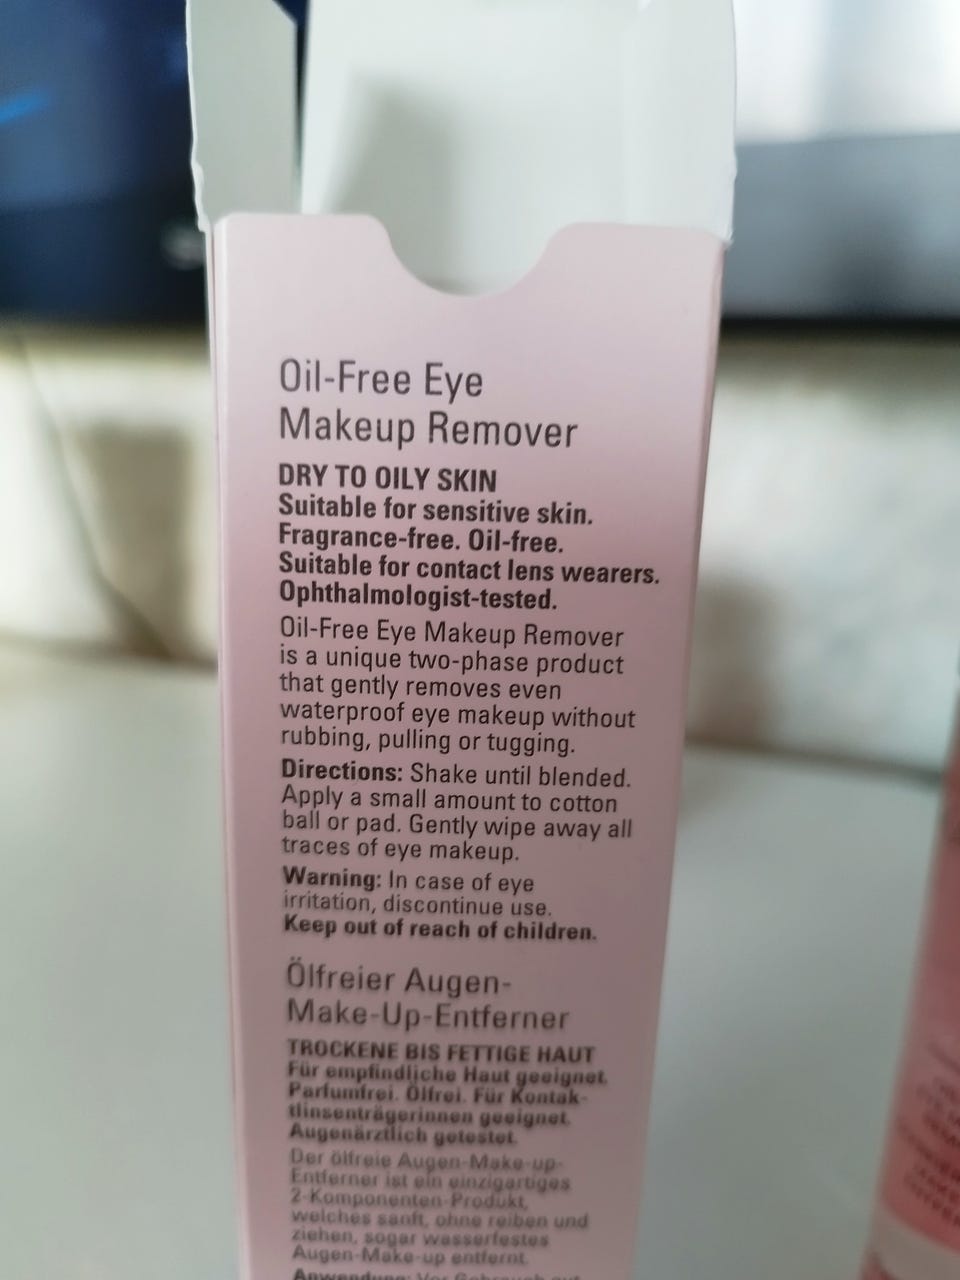 Oil-Free Eye
Makeup Remover
DRY TO OILY SKIN
Suitable for sensitive skin.
Fragrance-free. Oil-free.
Suitable for contact lens wearers.
Ophthalmologist-tested.
Oil-Free Eye Makeup Remover
is a unique two-phase product
that gently removes even
waterproof eye makeup without
rubbing, pulling or tugging.
Directions: Shake until blended.
Apply a small amount to cotton
ball or pad. Gently wipe away all
traces of eye makeup.
Warning: In case of eye
irritation, discontinue use.
Keep out of reach of children.
Ölfreier Augen-
Make-Up-Entferner
TROCKENE BIS FETTIGE HAUT
Für empfindliche Haut geeignet.
Parfumfrei. Ölfrei. Für Kontak-
tlinsenträgerinnen geeignet.
Augenärztlich getestet.
Der ölfreie Augen-Make-up-
Entferner ist ein einzigartiges
2-Komponenten-Produkt,
welches sanft, ohne reiben und
ziehen, sogar wasserfestes
Augen-Make-up entfernt.
Anwendung: Vor Gebrauch gut